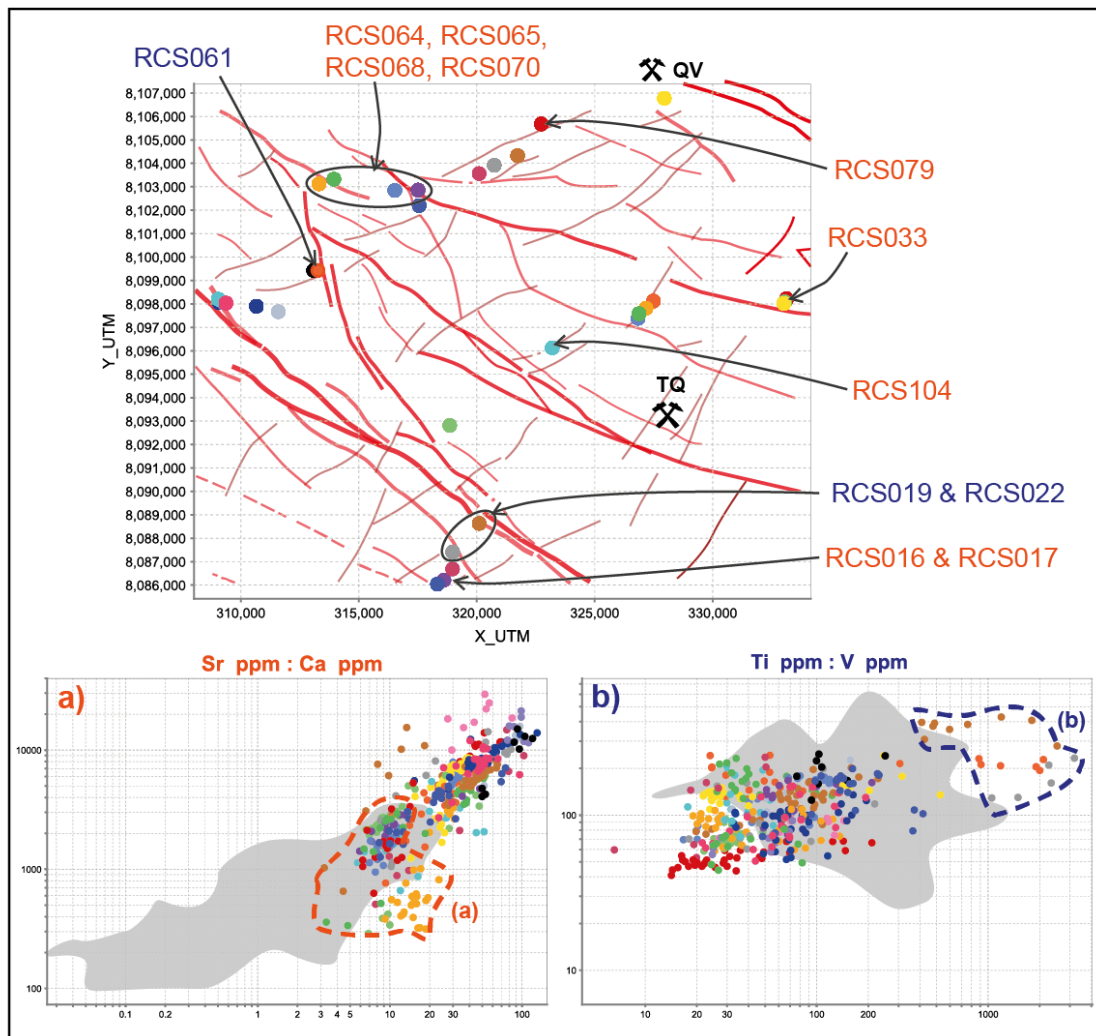 RCS061
RCS064, RCS065,
RCS068, RCS070
QV
RCS079
RCS033
RCS104
TQ
RCS019 & RCS022
RCS016 & RCS017
8,107,000
8,106,000
8,105,000
8,104,000
8,103,000
8,102,000
8,101,000
8,100,000
8,099,000
8,098,000
8,097,000
8,096,000
8,095,000
8,094,000
8,093,000
8,092,000
8,091,000
8,090,000
8,089,000
8,088,000
8,087,000
8,086,000
Y_UTM
310,000 315,000 320,000 325,000 330,000
X_UTM
Sr ppm : Ca ppm
a)
10000
1000
100
(a)
0.1 0.2 1 2 3 4 10 20 100
Ti ppm : V ppm
b)
(b)
100
10
10 20 100 200 1000